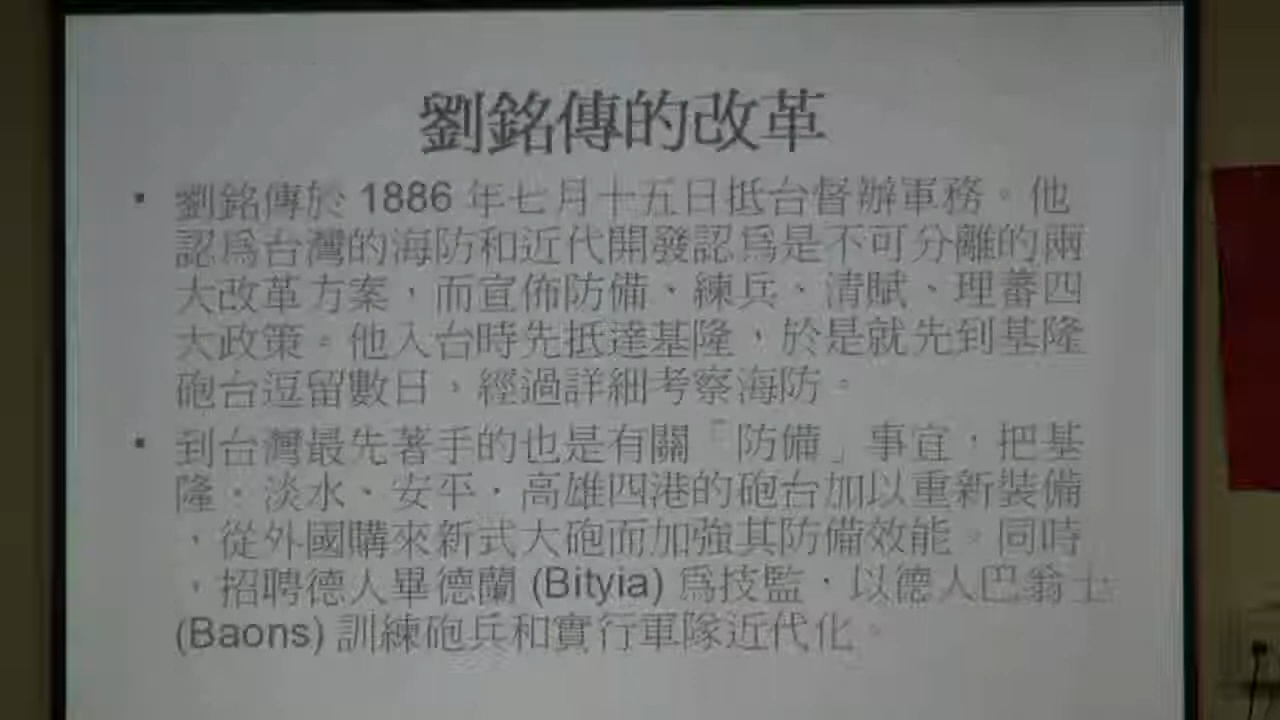 劉銘傳的改革
▪ 劉銘傳於 1886 年七月十五日抵台督辦軍務。他
認爲台灣的海防和近代開發認爲是不可分離的兩
大改革方案，而宣佈防備、練兵、清賦、理蕃四
大政策。他入台時先抵達基隆，於是就先到基隆
砲台逗留數日，經過詳細考察海防。
▪ 到台灣最先著手的也是有關「防備」事宜，把基
隆、淡水、安平、高雄四港的砲台加以重新裝備
，從外國購來新式大砲而加強其防備效能。同時
，招聘德人畢德蘭 (Bityia) 爲技監，以德人巴翁士
(Baons) 訓練砲兵和實行軍隊近代化。